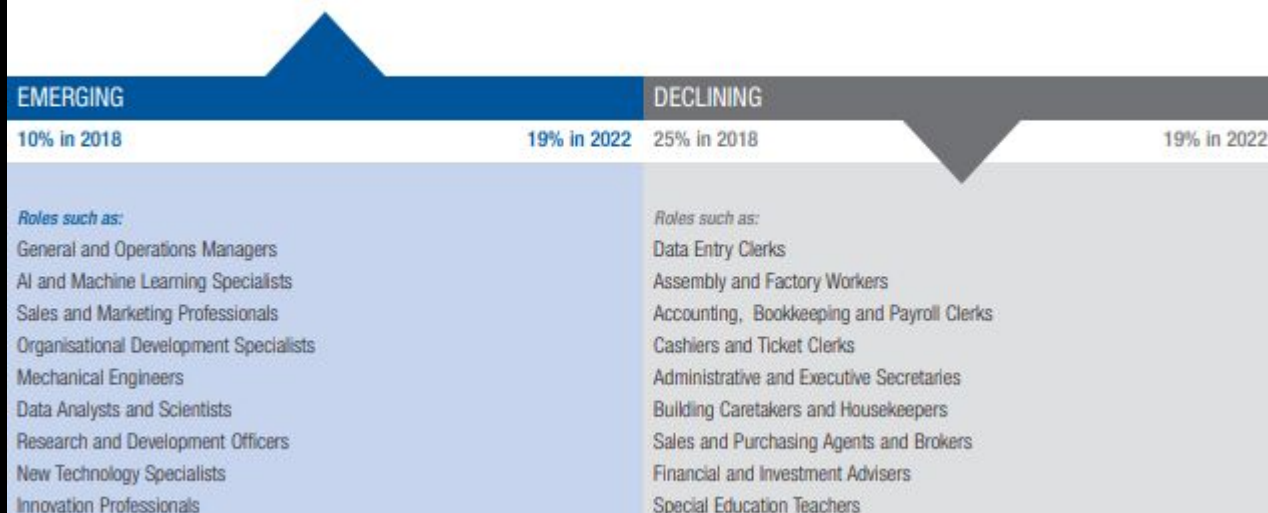 EMERGING
10% in 2018 19% in 2022
Roles such as:
General and Operations Managers
AI and Machine Learning Specialists
Sales and Marketing Professionals
Organisational Development Specialists
Mechanical Engineers
Data Analysts and Scientists
Research and Development Officers
New Technology Specialists
Innovation Professionals
DECLINING
25% in 2018 19% in 2022
Roles such as:
Data Entry Clerks
Assembly and Factory Workers
Accounting, Bookkeeping and Payroll Clerks
Cashiers and Ticket Clerks
Administrative and Executive Secretaries
Building Caretakers and Housekeepers
Sales and Purchasing Agents and Brokers
Financial and Investment Advisers
Special Education Teachers